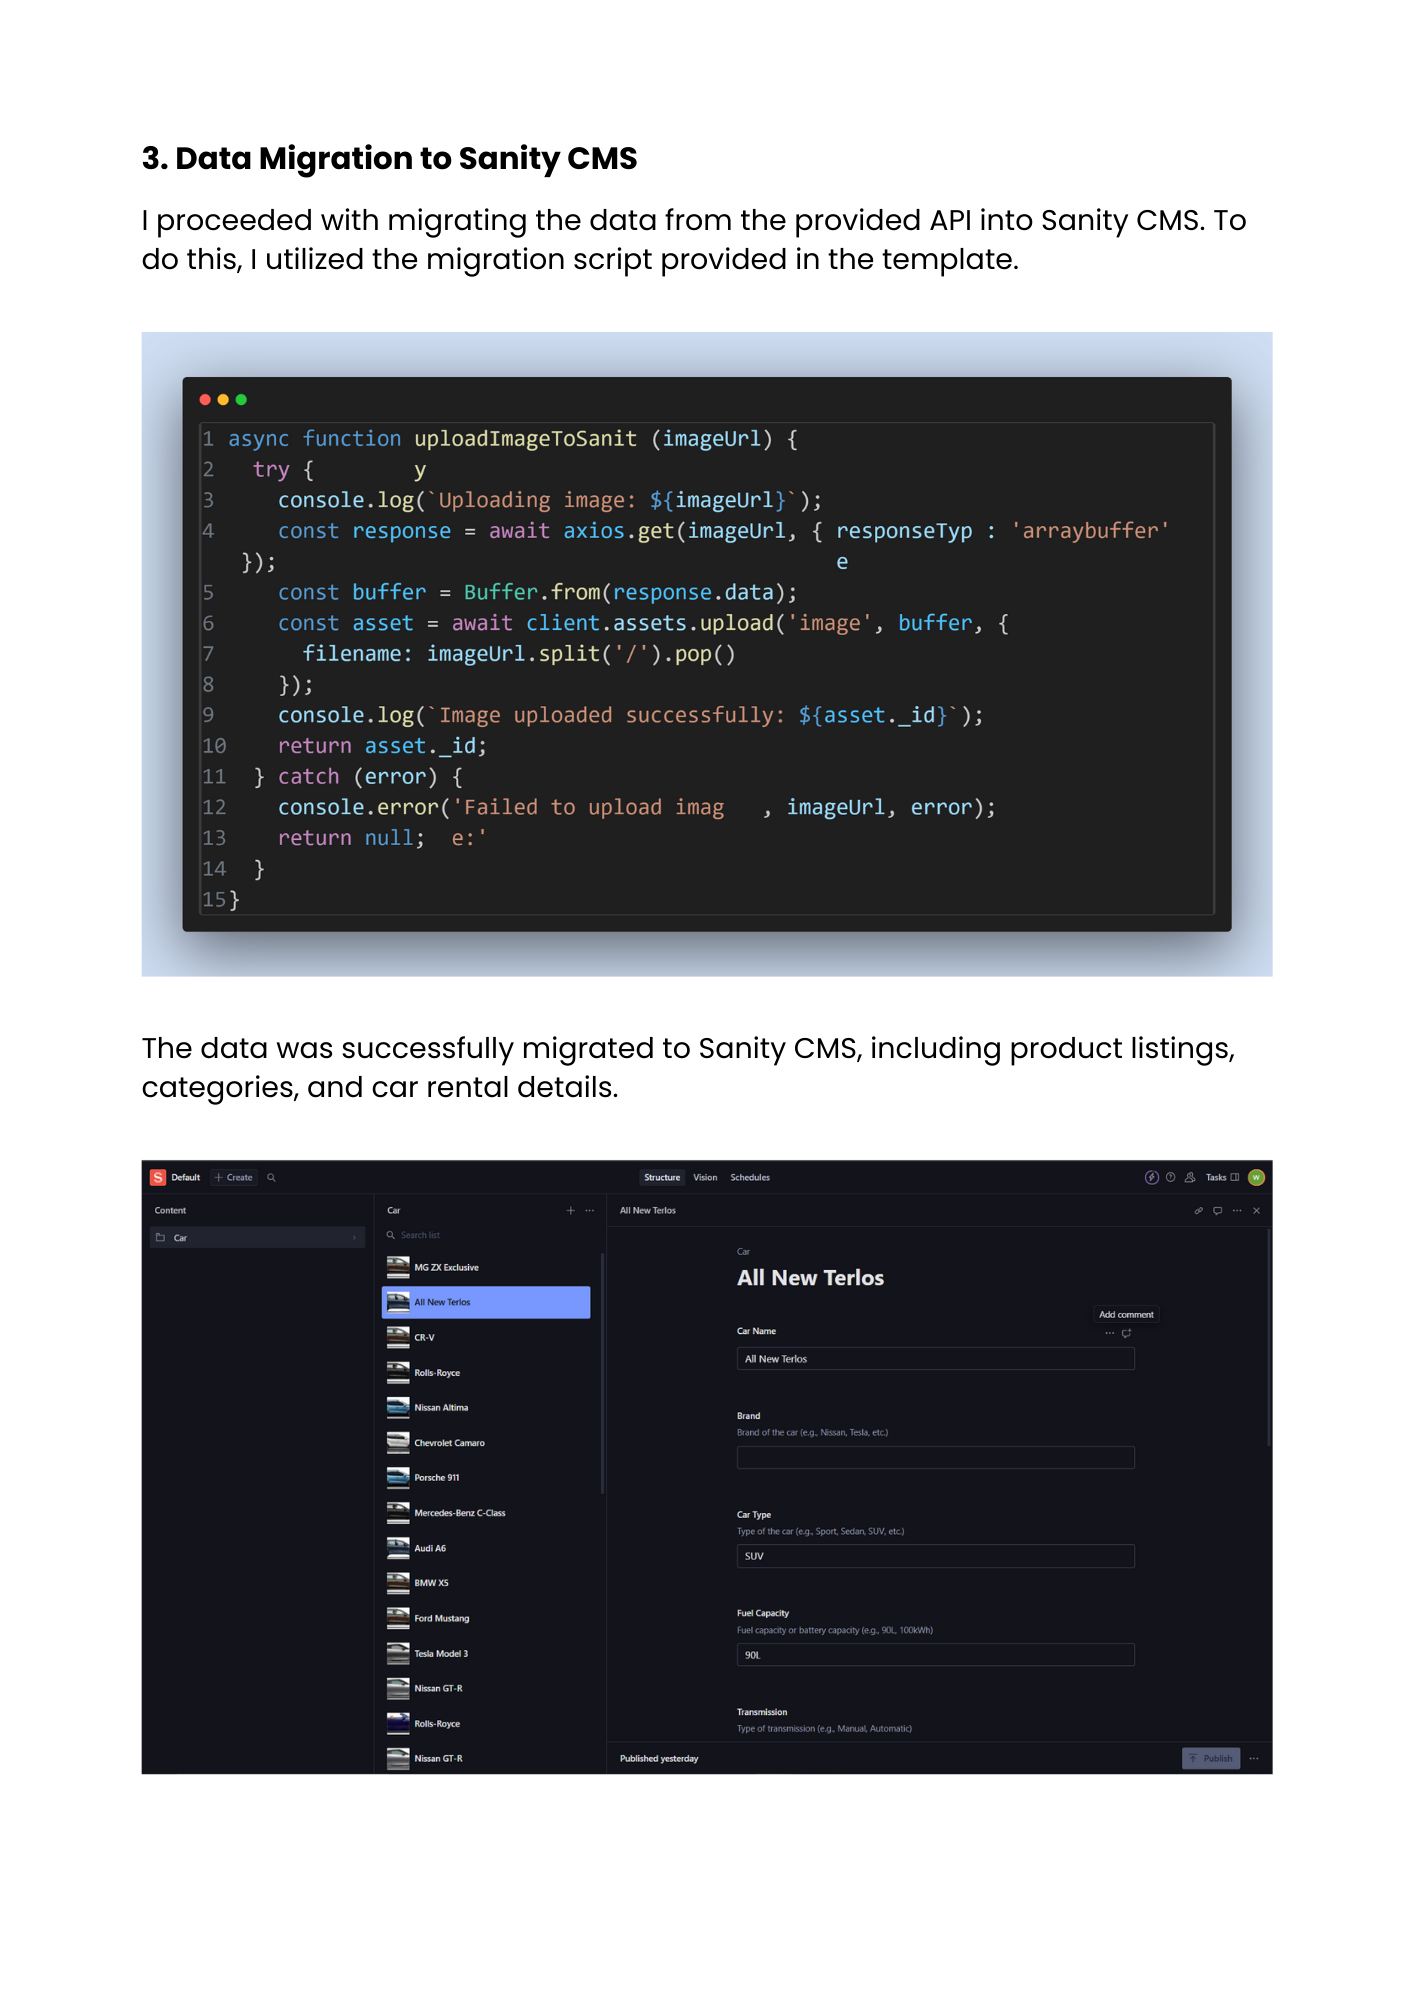 3. Data Migration to Sanity CMS
I proceeded with migrating the data from the provided API into Sanity CMS. To
do this, I utilized the migration script provided in the template.
1 async function uploadImageToSanit (imageUrl) {
2 try { y
3 console.log(`Uploading image: ${imageUrl}`);
4 const response = await axios.get(imageUrl, { responseTyp : 'arraybuffer'
}); e
5 const buffer = Buffer.from(response.data);
6 const asset = await client.assets.upload('image', buffer, {
7 filename: imageUrl.split('/').pop()
8 });
9 console.log(`Image uploaded successfully: ${asset._id}`);
10 return asset._id;
11 } catch (error) {
12 console.error('Failed to upload imag , imageUrl, error);
13 return null; e:'
14 }
15 }
The data was successfully migrated to Sanity CMS, including product listings,
categories, and car rental details.
S Default + Create Structure Vision Schedules Tasks W
Content Car All New Terlos
Car
Search list
MG ZX Exclusive
All New Terlos
CR-V
Rolls-Royce
Nissan Altima
Chevrolet Camaro
Porsche 911
Mercedes-Benz C-Class
Audi A6
BMW X5
Ford Mustang
Tesla Model 3
Nissan GT-R
Rolls-Royce
Nissan GT-R
Car
All New Terlos
Add comment
Car Name
All New Terlos
Brand
Brand of the car (e.g., Nissan, Tesla, etc.)
Car Type
Type of the car (e.g., Sport, Sedan, SUV, etc.)
SUV
Fuel Capacity
Fuel capacity or battery capacity (e.g., 90L, 100kWh)
90L
Transmission
Type of transmission (e.g., Manual, Automatic)
Published yesterday Publish